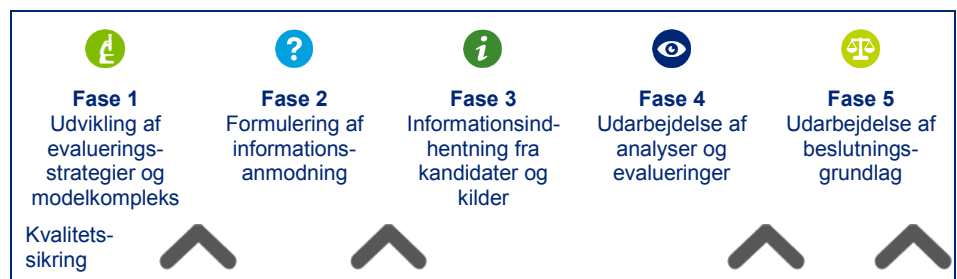 Fase 1
Udvikling af
evaluerings-
strategier og
modelkompleks
Fase 2
Formulering af
informations-
anmodning
Fase 3
Informationsind-
hentning fra
kandidater og
kilder
Fase 4
Udarbejdelse af
analyser og
evalueringer
Fase 5
Udarbejdelse af
beslutnings-
grundlag
Kvalitets-
sikring